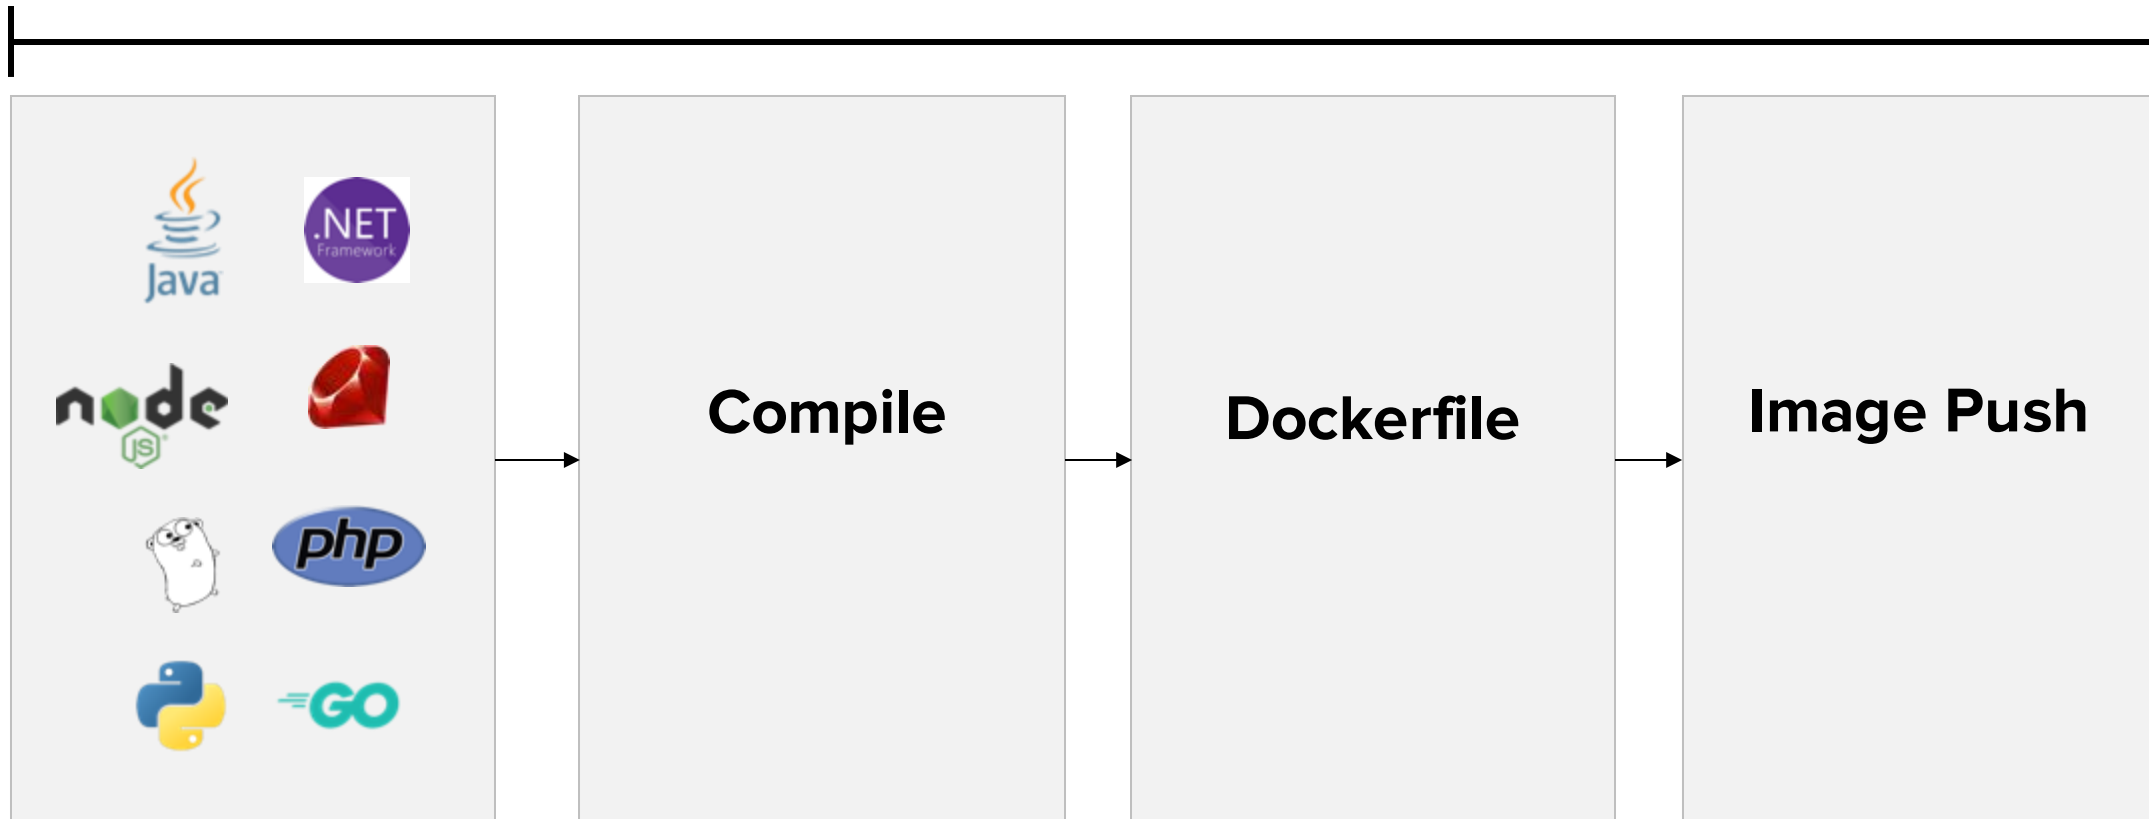 Java
.NET
Framework
node
JS
php
GO
Compile
Dockerfile
Image Push